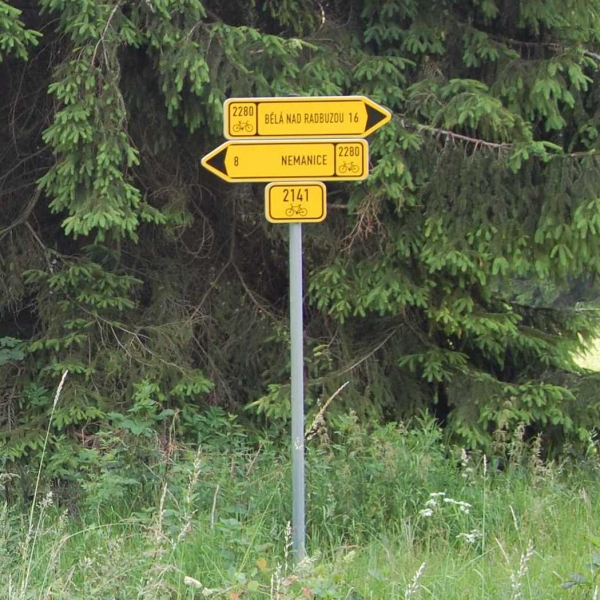 2280 BĚLÁ NAD RADBUZOU 16
8 NEMANICE 2280
2141